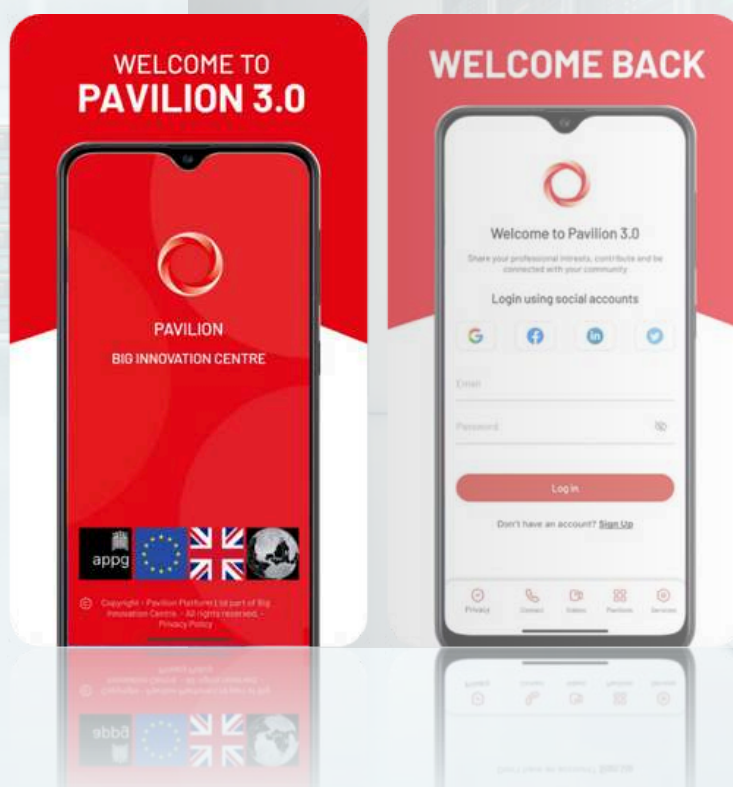 WELCOME TO
PAVILION 3.0
PAVILION
BIG INNOVATION CENTRE
appg
Copyright - Pavilion Platform Ltd part of Big
Innovation Centre. - All rights reserved. -
Privacy Policy
WELCOME BACK
Welcome to Pavilion 3.0
Share your professional intrests, contribute and be
connected with your community
Login using social accounts
Email
Password
Log in
Don't have an account? Sign Up
Privacy
Connect
Videos
Pavilions
Services